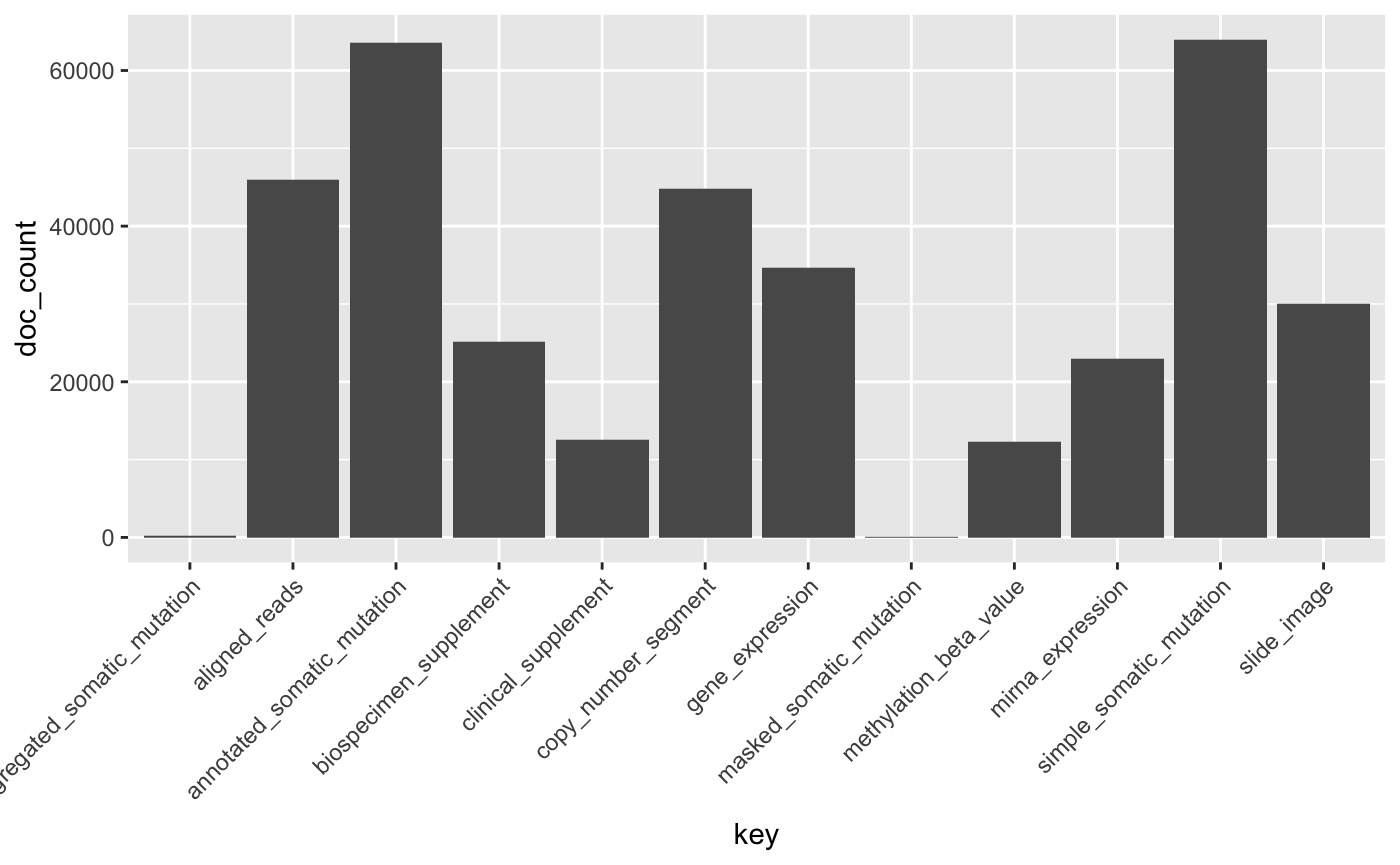 doc_count
60000
40000
20000
0
gregated_somatic_mutation
aligned_reads
annotated_somatic_mutation
biospecimen_supplement
clinical_supplement
copy_number_segment
gene_expression
masked_somatic_mutation
methylation_beta_value
mirna_expression
simple_somatic_mutation
slide_image
key